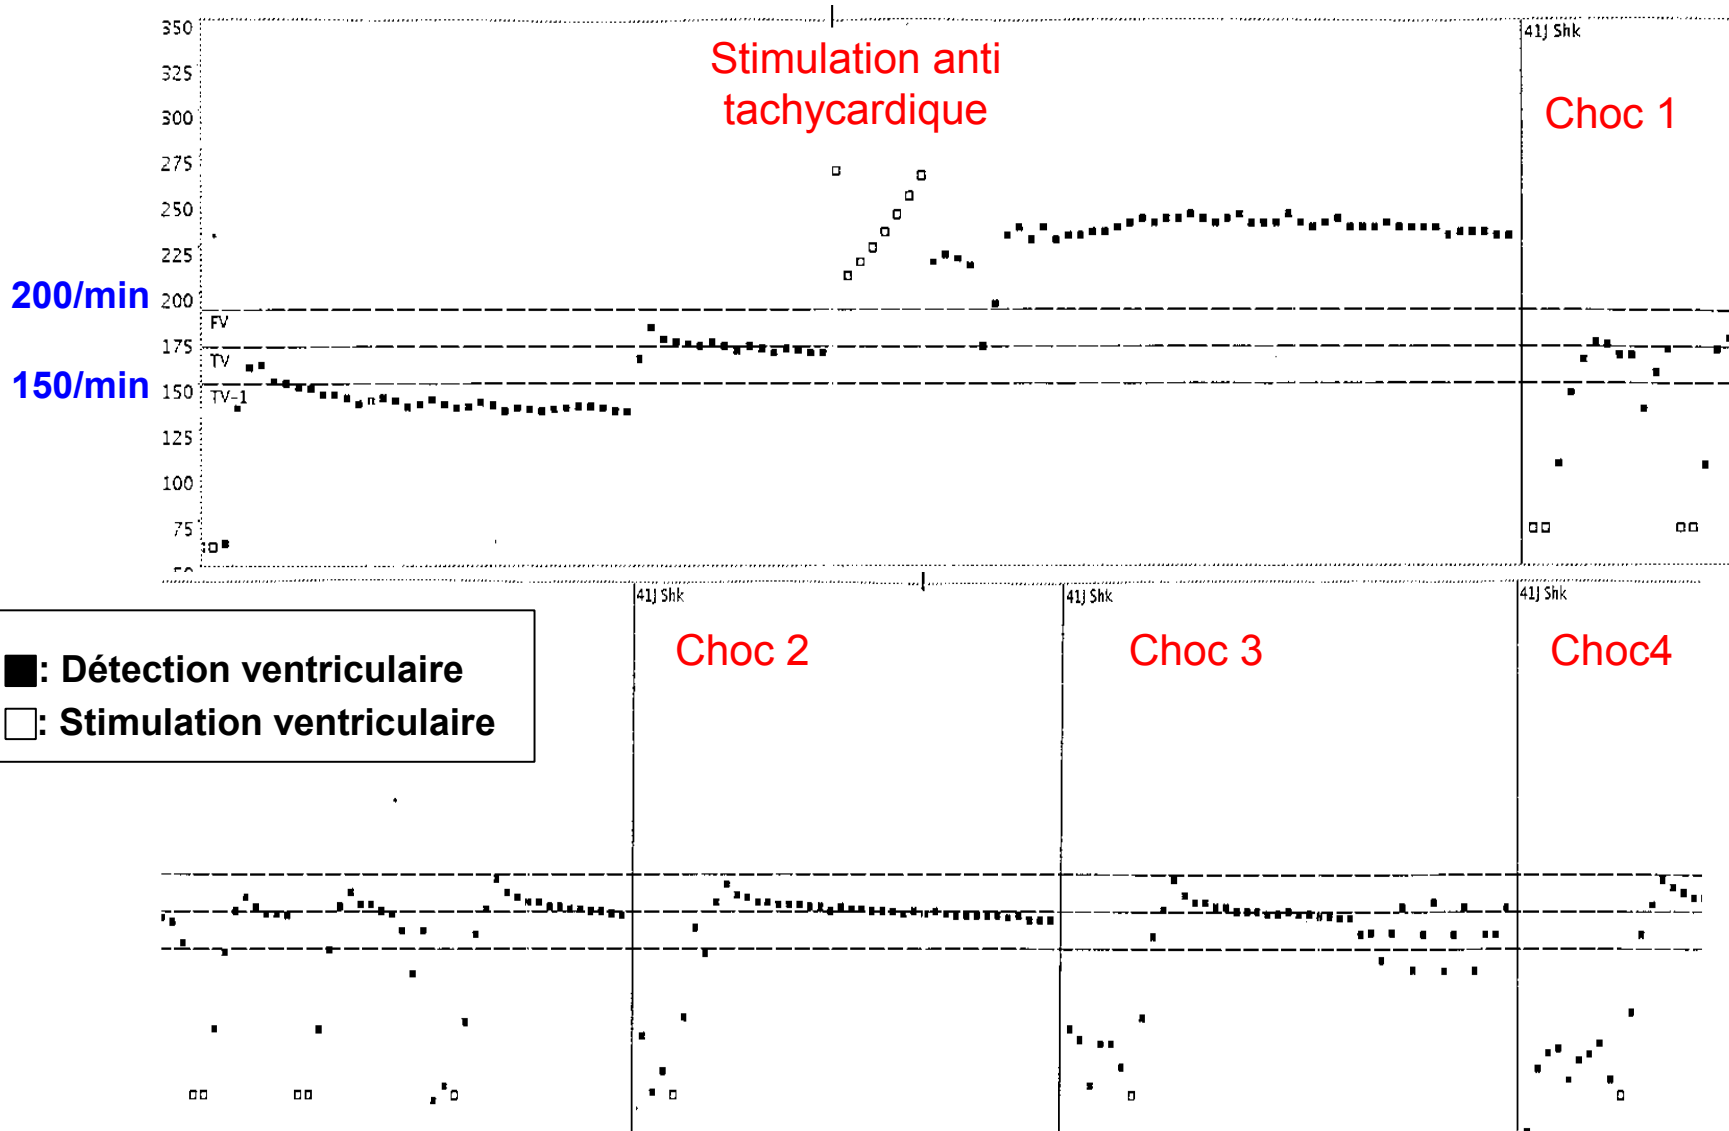 350
41J Shk
Stimulation anti
tachycardique
325
Choc 1
300
275
250
225
200/min
200
FV
175
TV
150/min
150
TV-1
125
100
75
41J Shk
41J Shk
41J Shk
Choc 2
Choc 3
Choc4
: Détection ventriculaire
: Stimulation ventriculaire